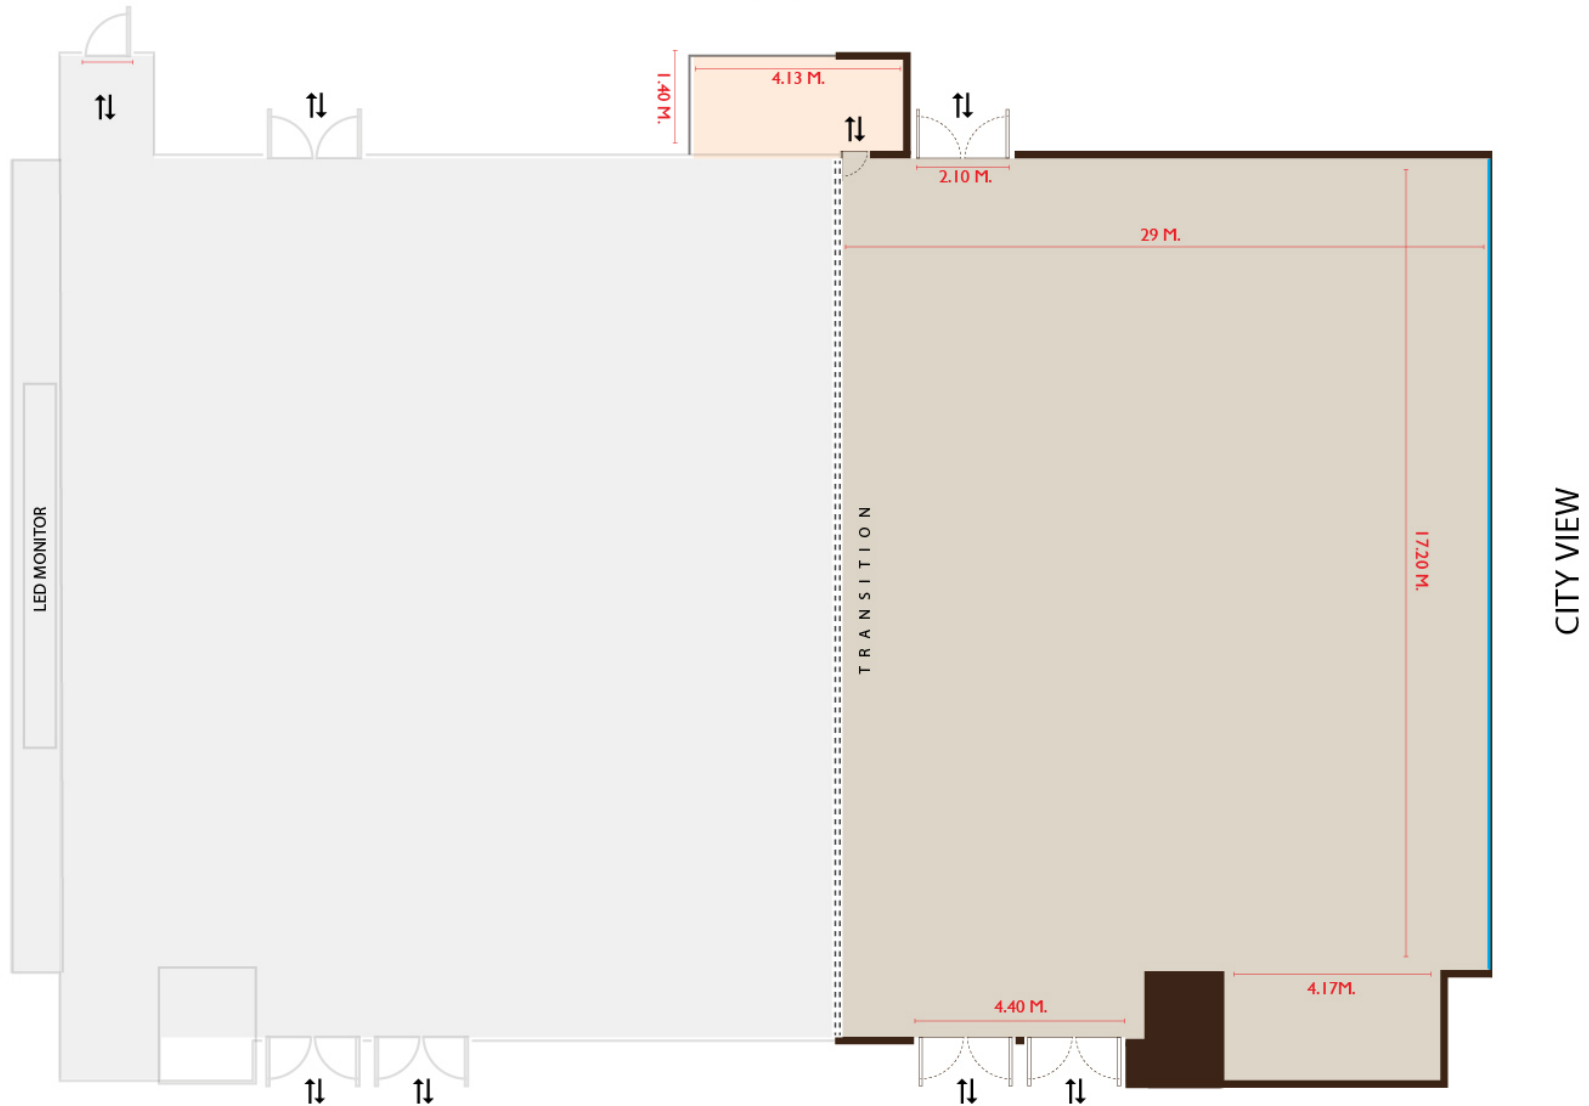 4.13 M.
1.40 M.
2.10 M.
29 M.
17.20 M.
LED MONITOR
TRANSITION
CITY VIEW
4.17M.
4.40 M.